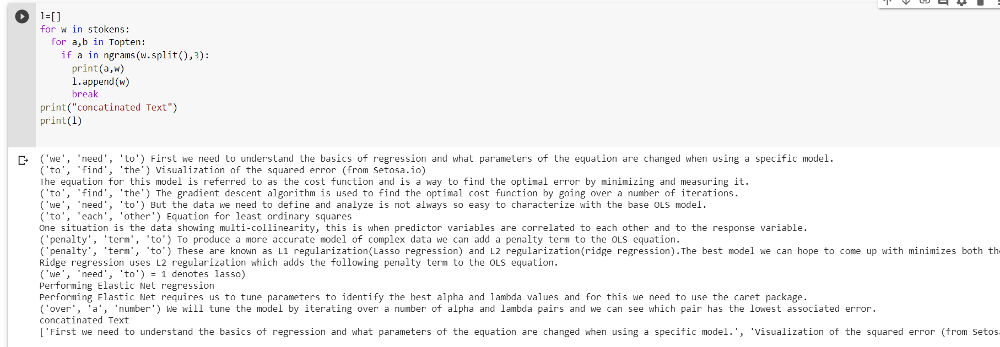 l=[]
for w in stokens:
  for a,b in Topten:
    if a in ngrams(w.split(),3):
      print(a,w)
      l.append(w)
      break
print("concatinated Text")
print(l)
('we', 'need', 'to') First we need to understand the basics of regression and what parameters of the equation are changed when using a specific model.
('to', 'find', 'the') Visualization of the squared error (from Setosa.io)
The equation for this model is referred to as the cost function and is a way to find the optimal error by minimizing and measuring it.
('to', 'find', 'the') The gradient descent algorithm is used to find the optimal cost function by going over a number of iterations.
('we', 'need', 'to') But the data we need to define and analyze is not always so easy to characterize with the base OLS model.
('to', 'each', 'other') Equation for least ordinary squares
One situation is the data showing multi-collinearity, this is when predictor variables are correlated to each other and to the response variable.
('penalty', 'term', 'to') To produce a more accurate model of complex data we can add a penalty term to the OLS equation.
('penalty', 'term', 'to') These are known as L1 regularization(Lasso regression) and L2 regularization(ridge regression).The best model we can hope to come up with minimizes both
Ridge regression uses L2 regularization which adds the following penalty term to the OLS equation.
('we', 'need', 'to') = 1 denotes lasso)
Performing Elastic Net regression
Performing Elastic Net requires us to tune parameters to identify the best alpha and lambda values and for this we need to use the caret package.
('over', 'a', 'number') We will tune the model by iterating over a number of alpha and lambda pairs and we can see which pair has the lowest associated error.
concatinated Text
['First we need to understand the basics of regression and what parameters of the equation are changed when using a specific model.', 'Visualization of the squared error (from